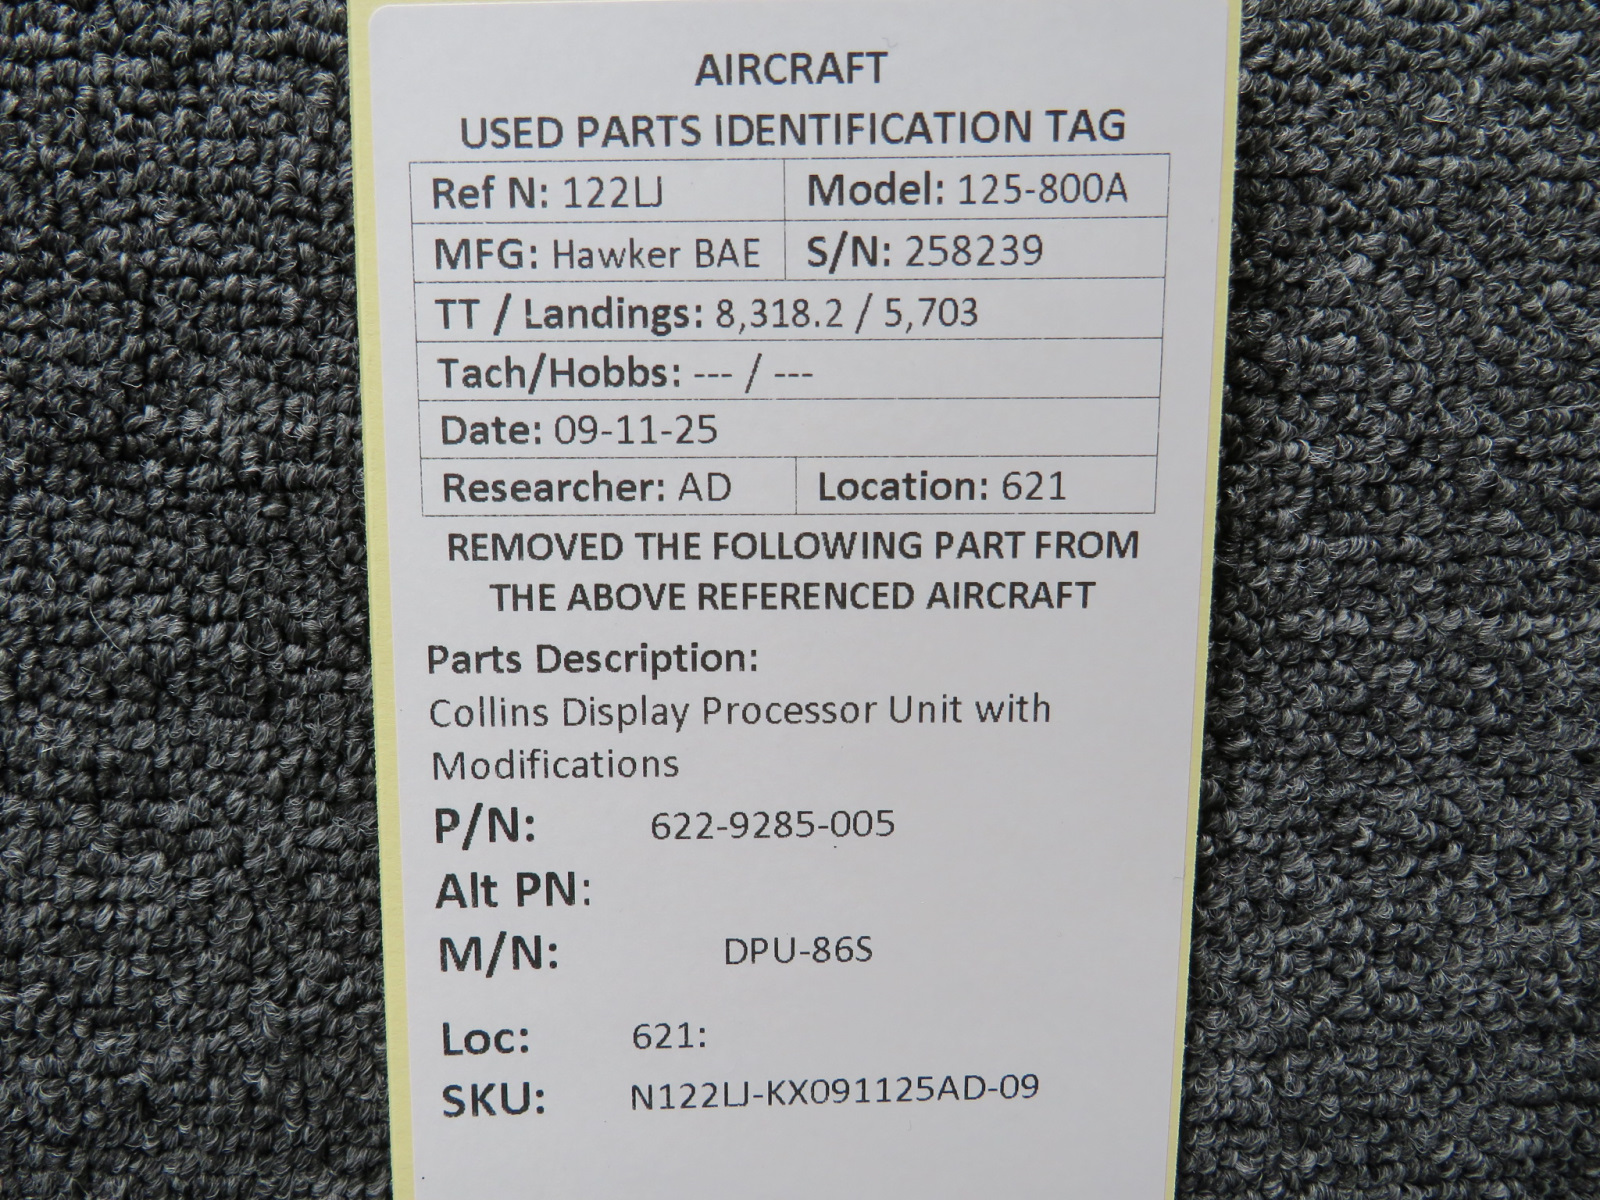 AIRCRAFT
USED PARTS IDENTIFICATION TAG
Ref N: 122LJ Model: 125-800A
MFG: Hawker BAE S/N: 258239
TT / Landings: 8,318.2 / 5,703
Tach/Hobbs: --- / ---
Date: 09-11-25
Researcher: AD Location: 621
REMOVED THE FOLLOWING PART FROM
THE ABOVE REFERENCED AIRCRAFT
Parts Description:
Collins Display Processor Unit with
Modifications
P/N: 622-9285-005
Alt PN:
M/N: DPU-86S
Loc: 621:
SKU: N122LJ-KX091125AD-09